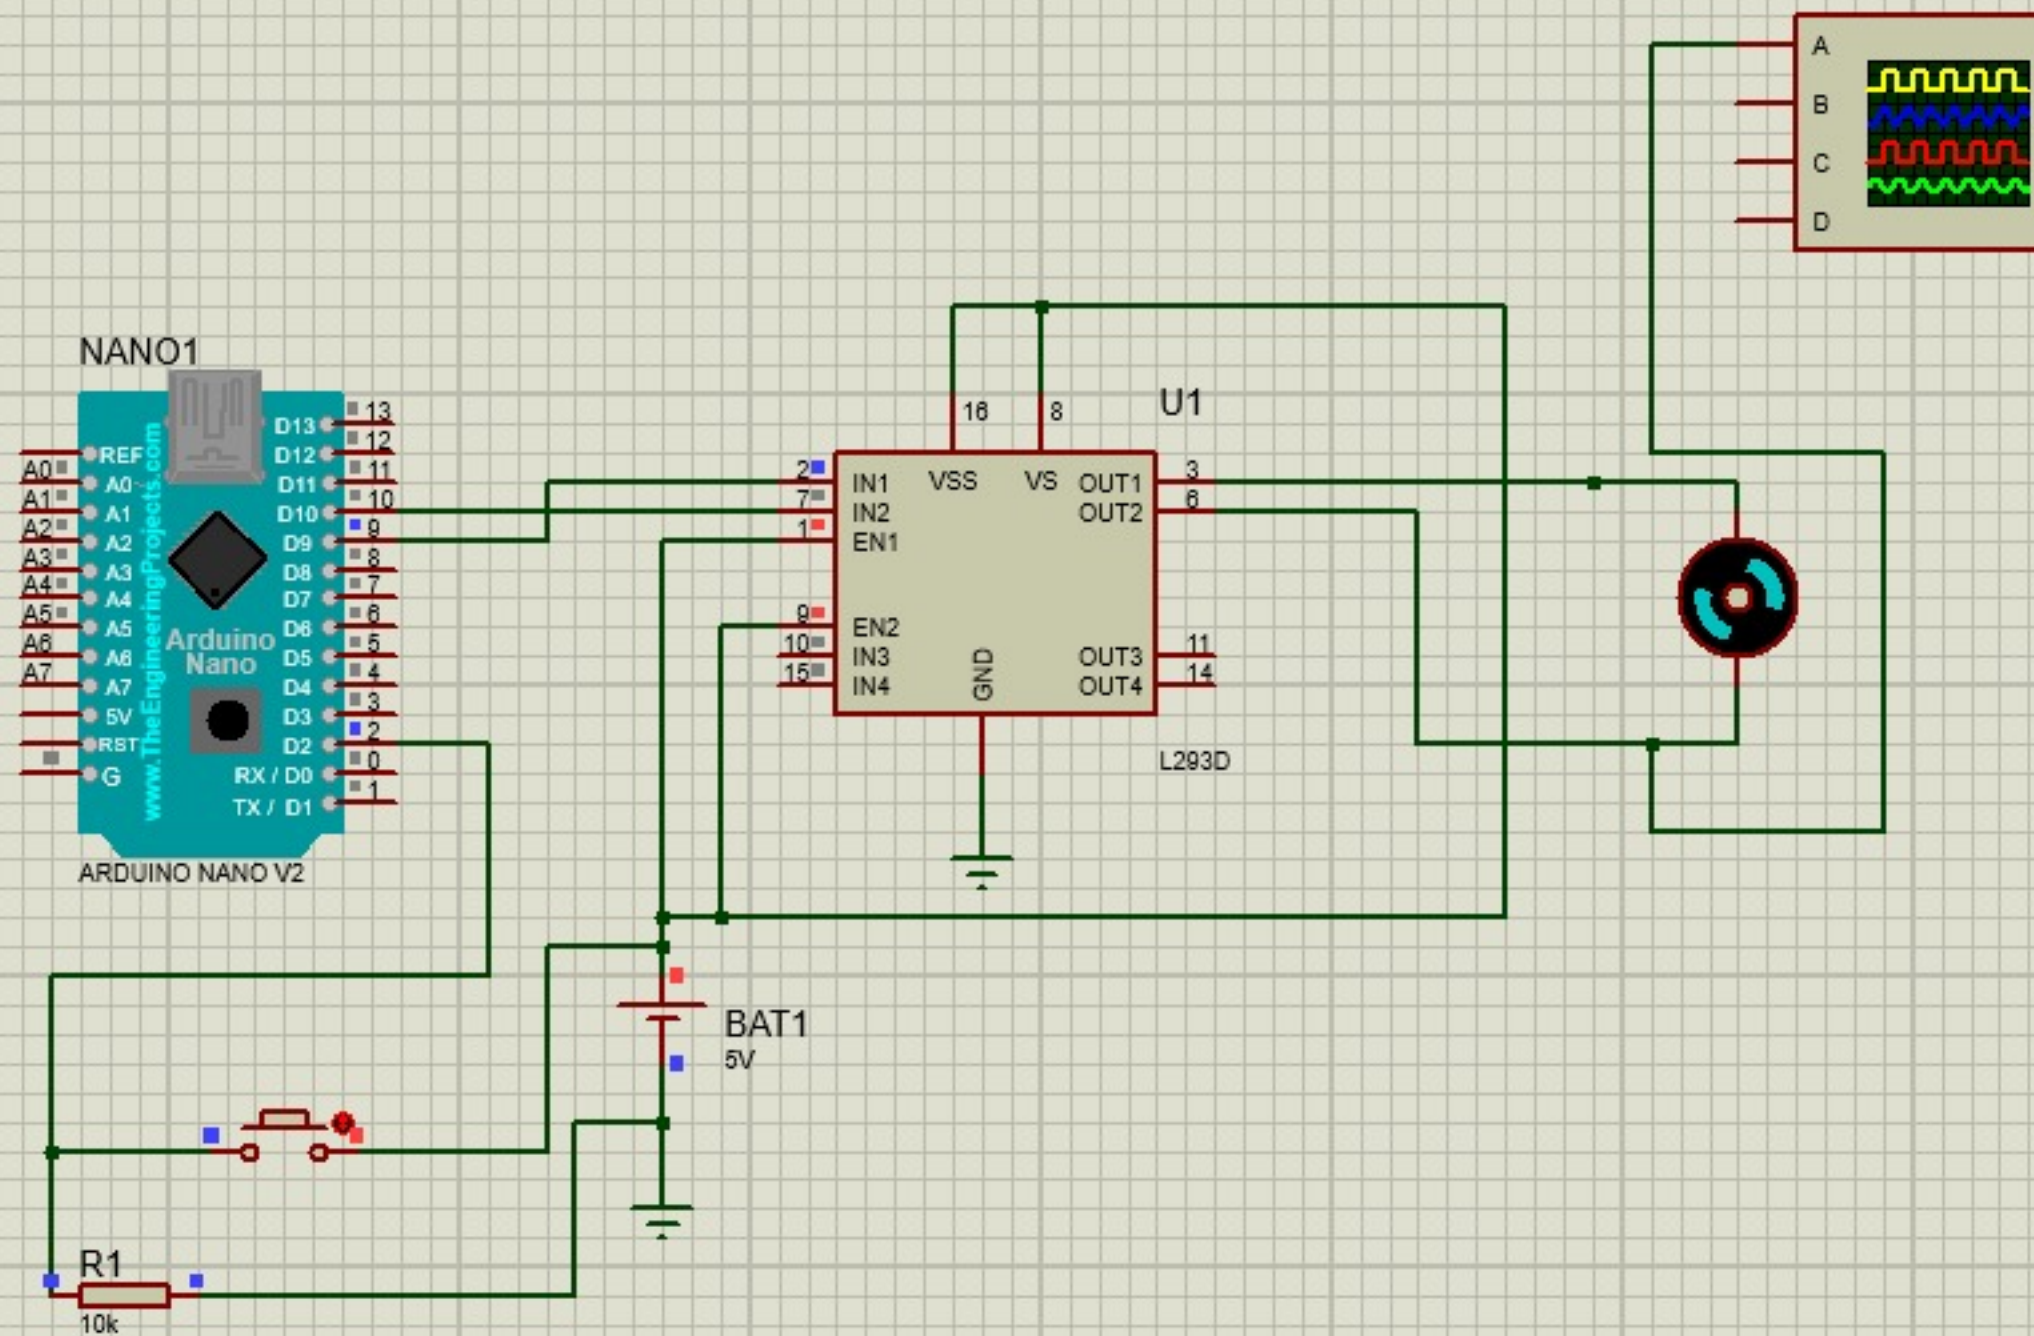 A
B
C
D
NANO1
www.TheEngineeringProjects.com
Arduino
Nano
REF
A0 A0
A1 A1
A2 A2
A3 A3
A4 A4
A5 A5
A6 A6
A7 A7
5V
RST
G
D13 13
D12 12
D11 11
D10 10
D9 9
D8 8
D7 7
D6 6
D5 5
D4 4
D3 3
D2 2
RX / D0 0
TX / D1 1
ARDUINO NANO V2
U1
16 8
2 IN1 VSS VS OUT1 3
7 IN2 OUT2 6
1 EN1
9 EN2
10 IN3 OUT3 11
15 IN4 OUT4 14
GND
L293D
BAT1
5V
R1
10k